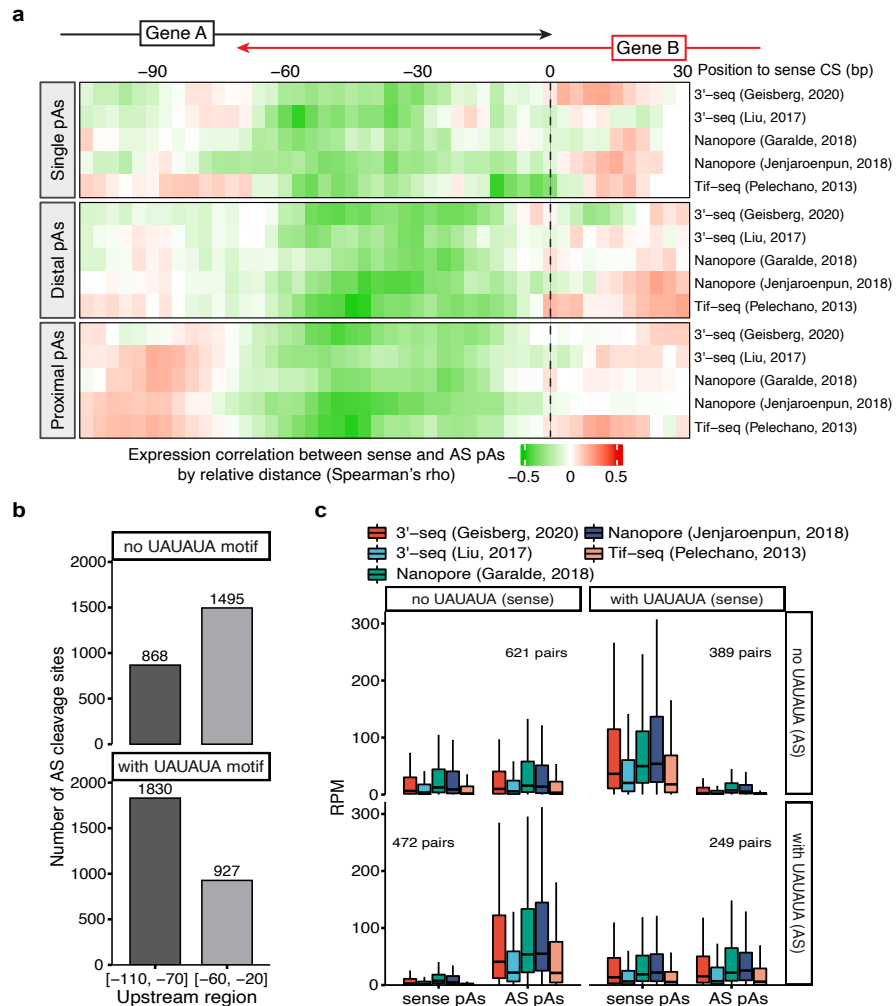 a
Gene A
Gene B
−90 −60 −30 0 30 Position to sense CS (bp)
Single pAs
3'−seq (Geisberg, 2020)
3'−seq (Liu, 2017)
Nanopore (Garalde, 2018)
Nanopore (Jenjaroenpun, 2018)
Tif−seq (Pelechano, 2013)
Distal pAs
3'−seq (Geisberg, 2020)
3'−seq (Liu, 2017)
Nanopore (Garalde, 2018)
Nanopore (Jenjaroenpun, 2018)
Tif−seq (Pelechano, 2013)
Proximal pAs
3'−seq (Geisberg, 2020)
3'−seq (Liu, 2017)
Nanopore (Garalde, 2018)
Nanopore (Jenjaroenpun, 2018)
Tif−seq (Pelechano, 2013)
Expression correlation between sense and AS pAs
by relative distance (Spearman's rho)
−0.5 0 0.5
b
no UAUAUA motif
2000
1500
1000
500
0
868
1495
with UAUAUA motif
2000
1500
1000
500
0
1830
927
Number of AS cleavage sites
[−110, −70] [−60, −20]
Upstream region
c
3'−seq (Geisberg, 2020)
3'−seq (Liu, 2017)
Nanopore (Garalde, 2018)
Nanopore (Jenjaroenpun, 2018)
Tif−seq (Pelechano, 2013)
no UAUAUA (sense)
with UAUAUA (sense)
300
200
100
0
621 pairs
389 pairs
no UAUAUA (AS)
RPM
300
200
100
0
472 pairs
249 pairs
with UAUAUA (AS)
sense pAs AS pAs
sense pAs AS pAs